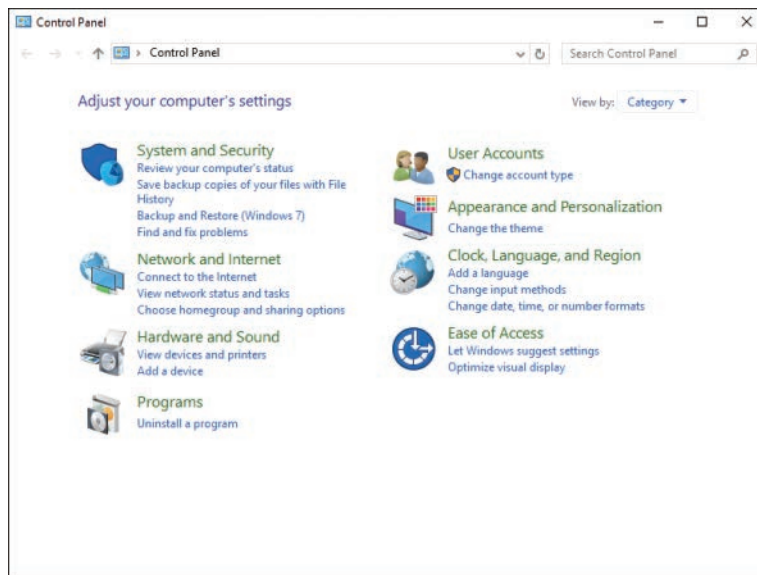 Control Panel
Control Panel
Search Control Panel
Adjust your computer's settings
View by: Category
System and Security
Review your computer's status
Save backup copies of your files with File
History
Backup and Restore (Windows 7)
Find and fix problems
Network and Internet
Connect to the Internet
View network status and tasks
Choose homegroup and sharing options
Hardware and Sound
View devices and printers
Add a device
Programs
Uninstall a program
User Accounts
Change account type
Appearance and Personalization
Change the theme
Clock, Language, and Region
Add a language
Change input methods
Change date, time, or number formats
Ease of Access
Let Windows suggest settings
Optimize visual display